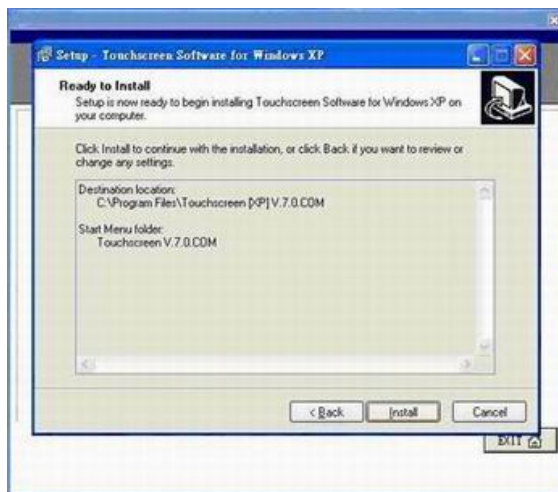 Setup - Touchscreen Software for Windows XP
Ready to Install
Setup is now ready to begin installing Touchscreen Software for Windows XP on
your computer.
Click Install to continue with the installation, or click Back if you want to review or
change any settings.
Destination location:
C:\Program Files\Touchscreen [XP] V.7.0.COM
Start Menu folder:
Touchscreen V.7.0.COM
< Back
Install
Cancel
EXIT